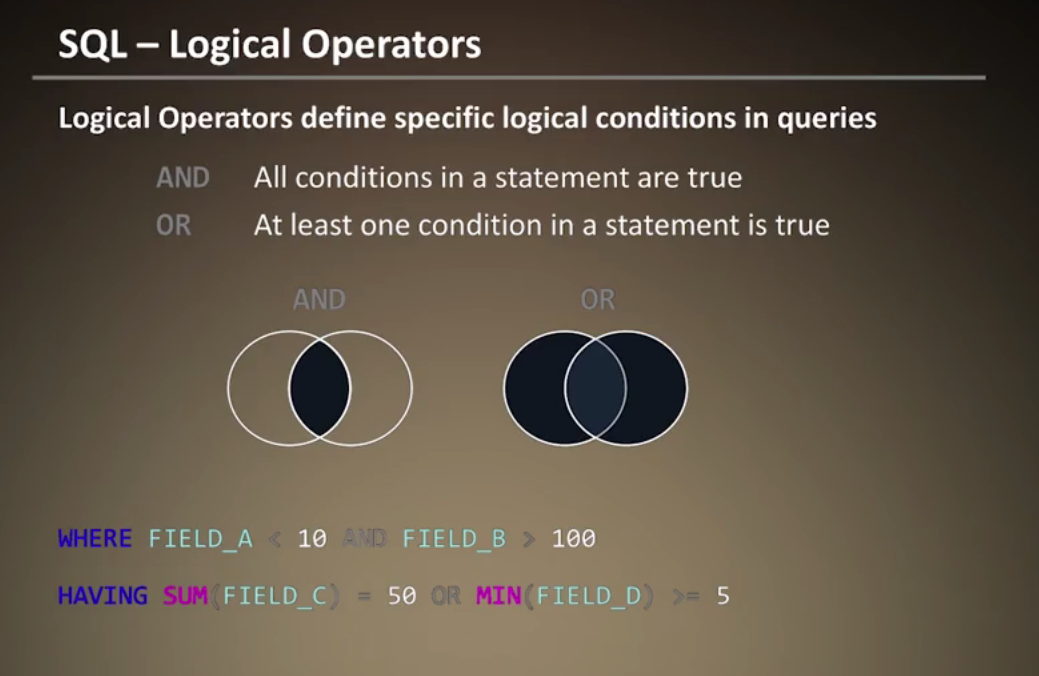 SQL – Logical Operators
Logical Operators define specific logical conditions in queries
AND All conditions in a statement are true
OR At least one condition in a statement is true
AND OR
WHERE FIELD_A < 10 AND FIELD_B > 100
HAVING SUM(FIELD_C) = 50 OR MIN(FIELD_D) >= 5